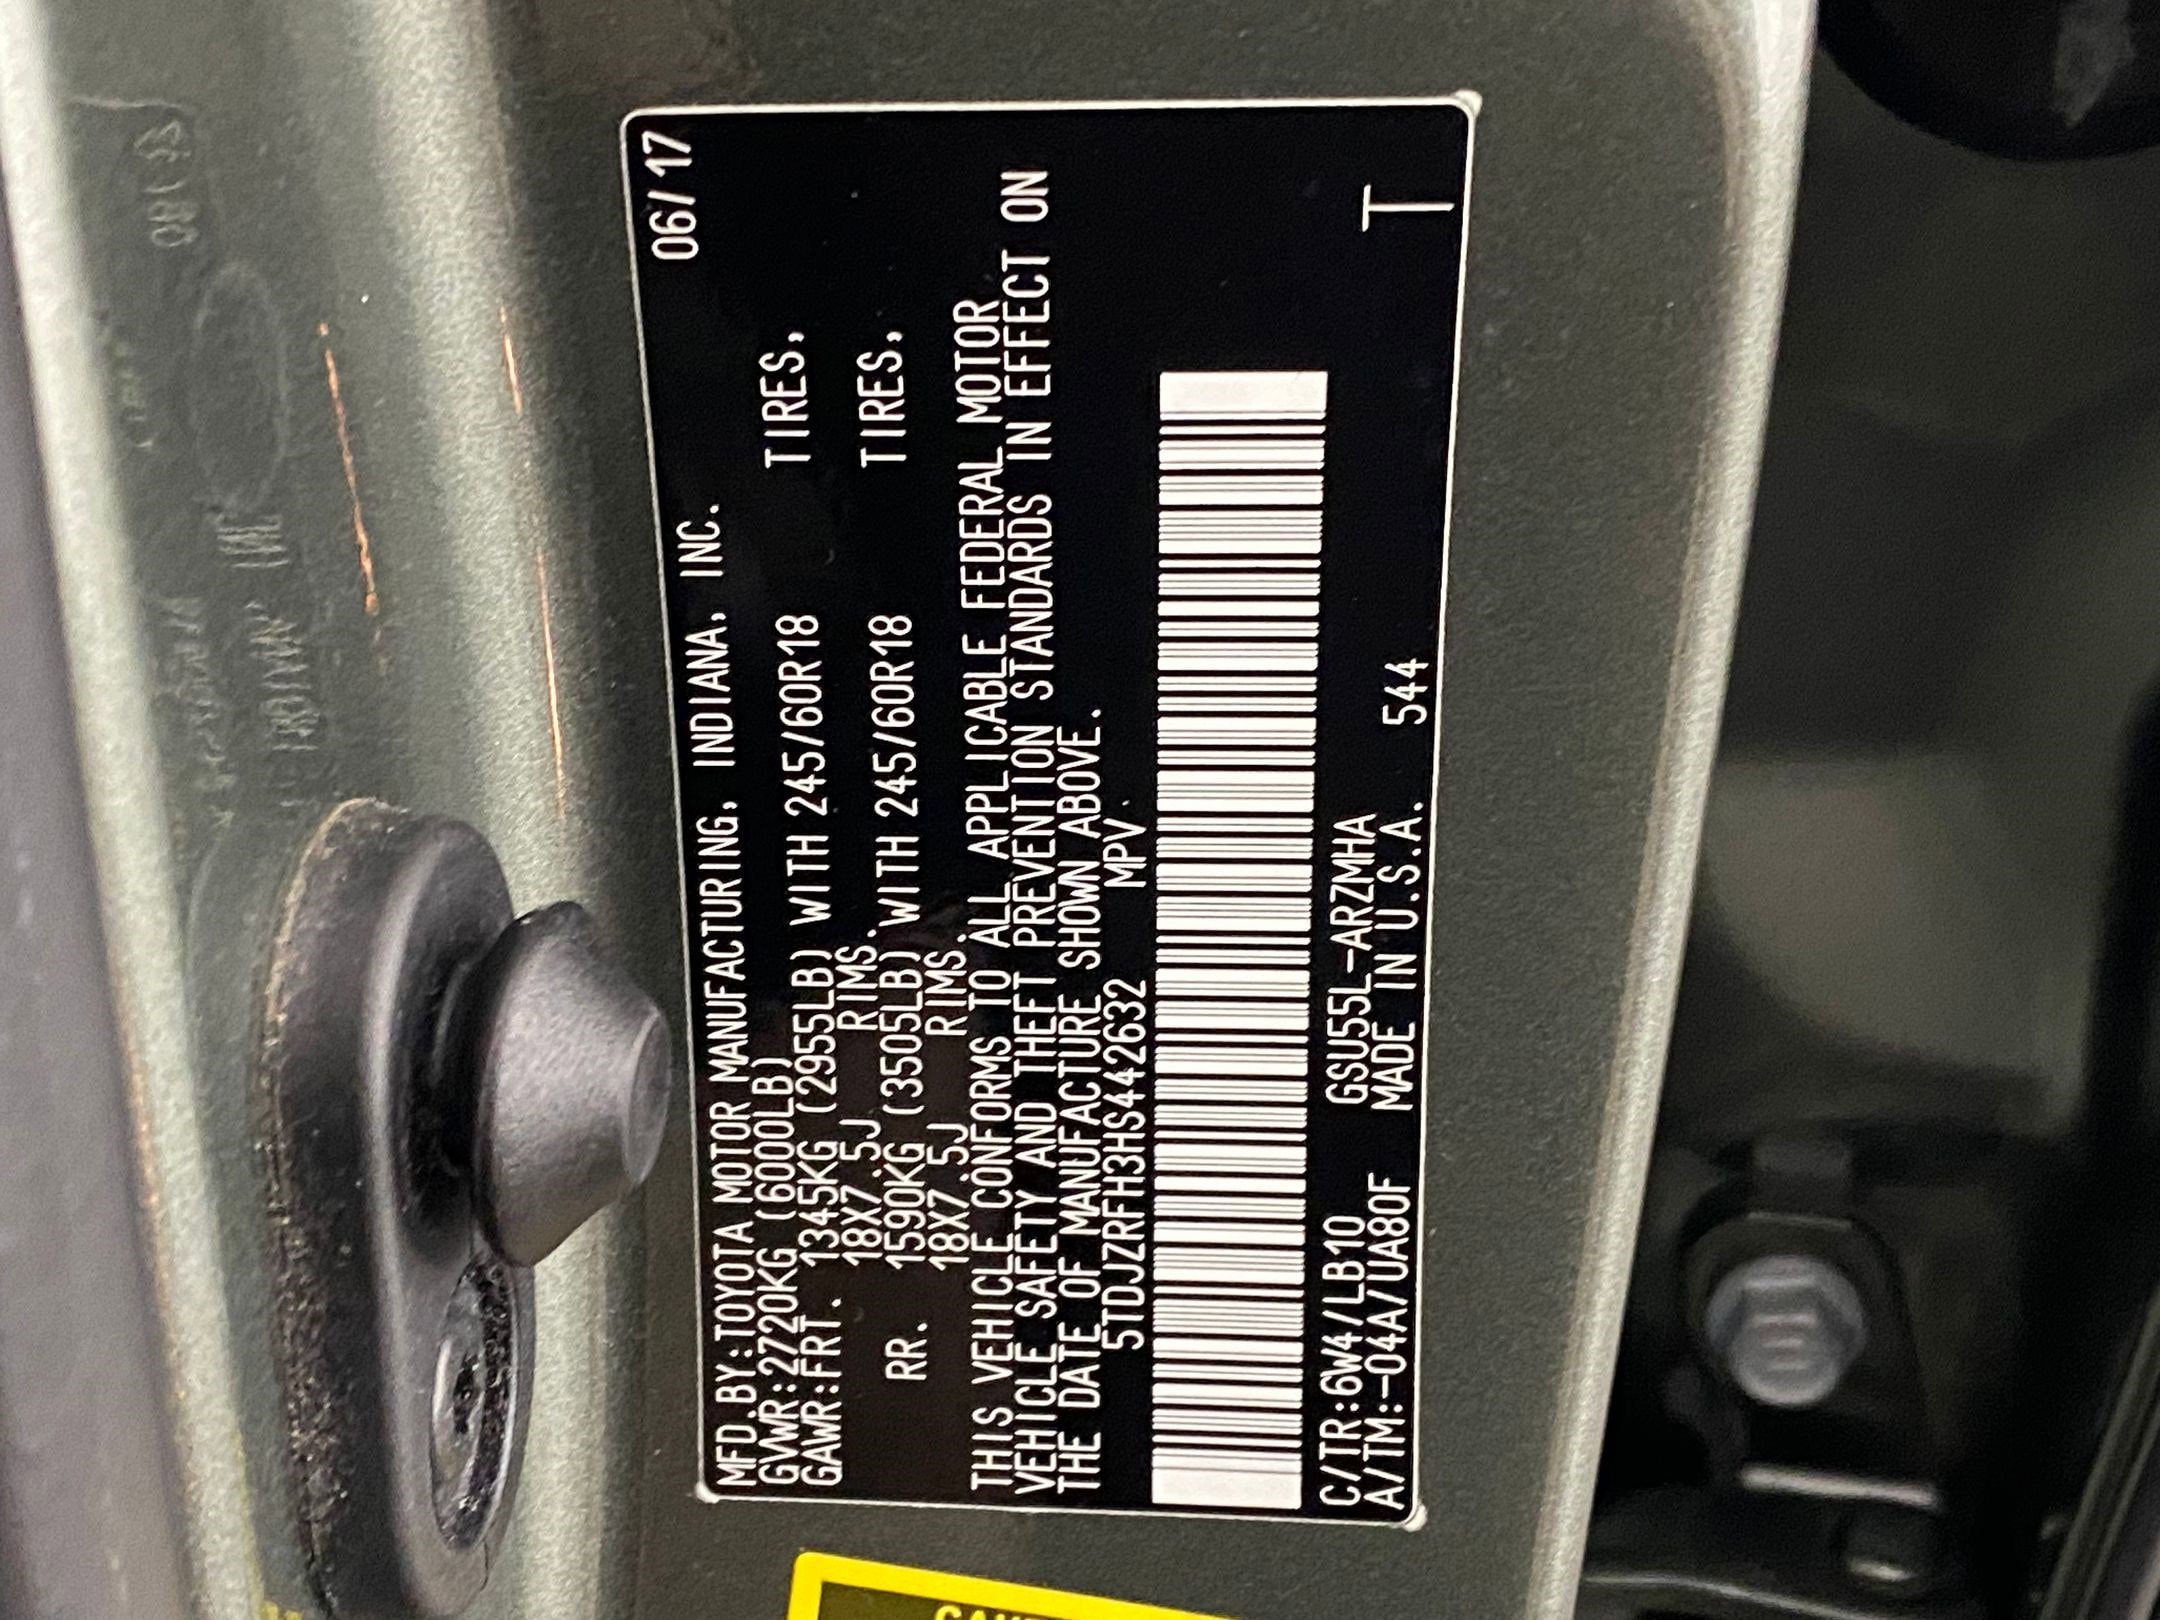 06/17
MFD.BY:TOYOTA MOTOR MANUFACTURING, INDIANA, INC.
GVWR:2720KG (6000LB)
GAWR:FRT. 1345KG (2955LB) WITH 245/60R18 TIRES,
18X7.5J RIMS.
RR. 1590KG (3505LB) WITH 245/60R18 TIRES,
18X7.5J RIMS.
THIS VEHICLE CONFORMS TO ALL APPLICABLE FEDERAL MOTOR
VEHICLE SAFETY AND THEFT PREVENTION STANDARDS IN EFFECT ON
THE DATE OF MANUFACTURE SHOWN ABOVE.
5TDJZRFH3HS442632 MPV
C/TR:6W4/LB10 GSU55L-ARZMHA
A/TM:-04A/UA80F MADE IN U.S.A. 544
T